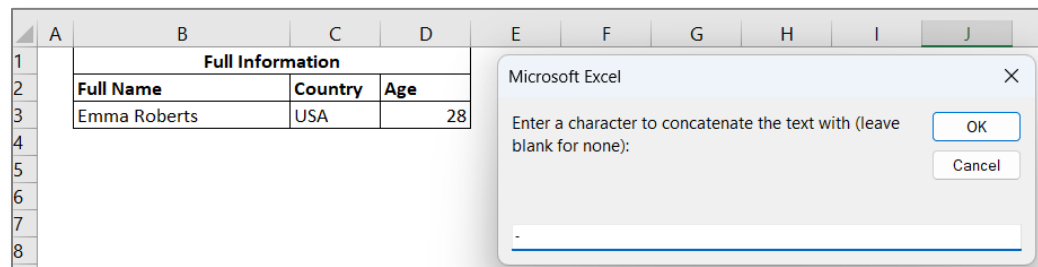 A B C D E F G H I J
1 Full Information
2 Full Name Country Age
3 Emma Roberts USA 28
4
5
6
7
8
Microsoft Excel
Enter a character to concatenate the text with (leave
blank for none):
OK
Cancel
-